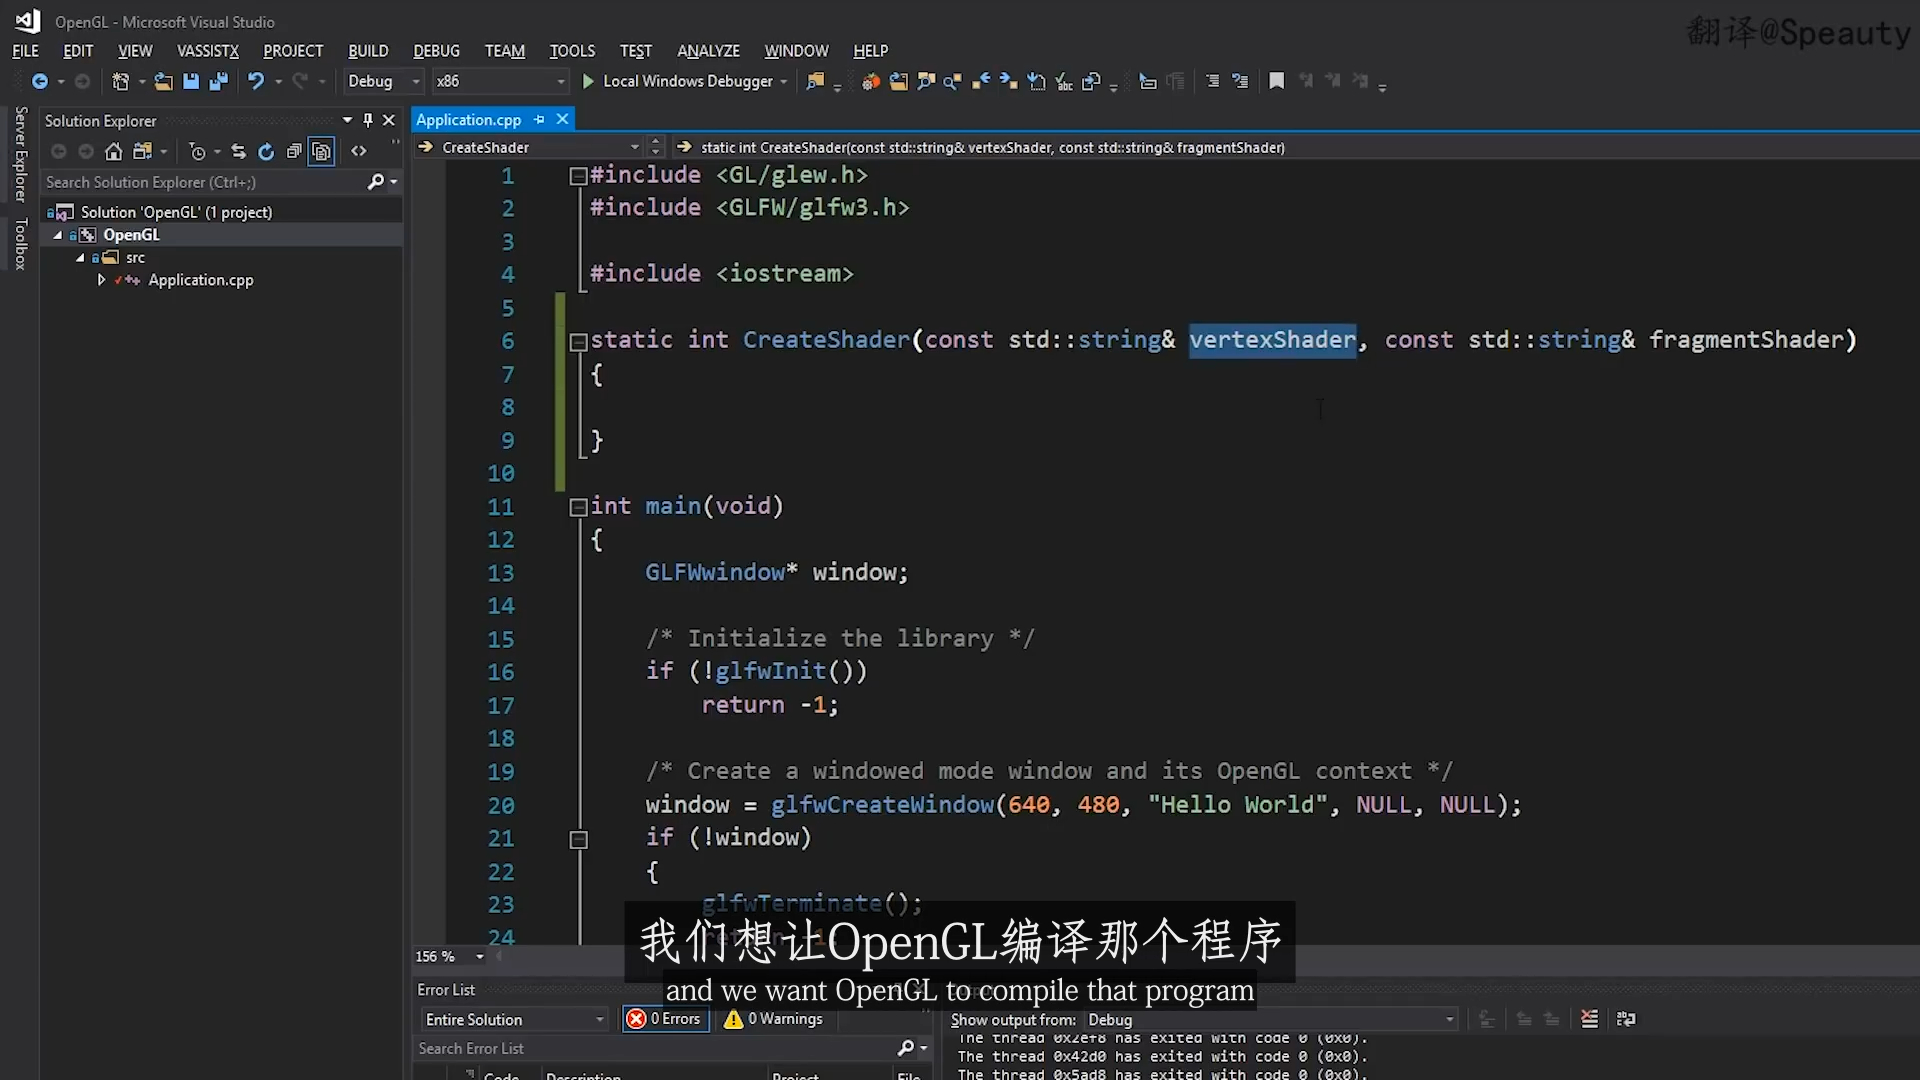 OpenGL - Microsoft Visual Studio
翻译@Speauty
FILE EDIT VIEW VASSISTX PROJECT BUILD DEBUG TEAM TOOLS TEST ANALYZE WINDOW HELP
Debug x86 Local Windows Debugger
Server Explorer
Toolbox
Solution Explorer
Search Solution Explorer (Ctrl+;)
Solution 'OpenGL' (1 project)
OpenGL
src
Application.cpp
Application.cpp
CreateShader static int CreateShader(const std::string& vertexShader, const std::string& fragmentShader)
1 #include <GL/glew.h>
2 #include <GLFW/glfw3.h>
3
4 #include <iostream>
5
6 static int CreateShader(const std::string& vertexShader, const std::string& fragmentShader)
7 {
8
9 }
10
11 int main(void)
12 {
13 GLFWwindow* window;
14
15 /* Initialize the library */
16 if (!glfwInit())
17 return -1;
18
19 /* Create a windowed mode window and its OpenGL context */
20 window = glfwCreateWindow(640, 480, "Hello World", NULL, NULL);
21 if (!window)
22 {
23 glfwTerminate();
24
156 %
我们想让OpenGL编译那个程序
and we want OpenGL to compile that program
Error List
Entire Solution 0 Errors 0 Warnings
Search Error List
Code Description Project File
Show output from: Debug
The thread 0x2ef8 has exited with code 0 (0x0).
The thread 0x42d0 has exited with code 0 (0x0).
The thread 0x5ad8 has exited with code 0 (0x0).